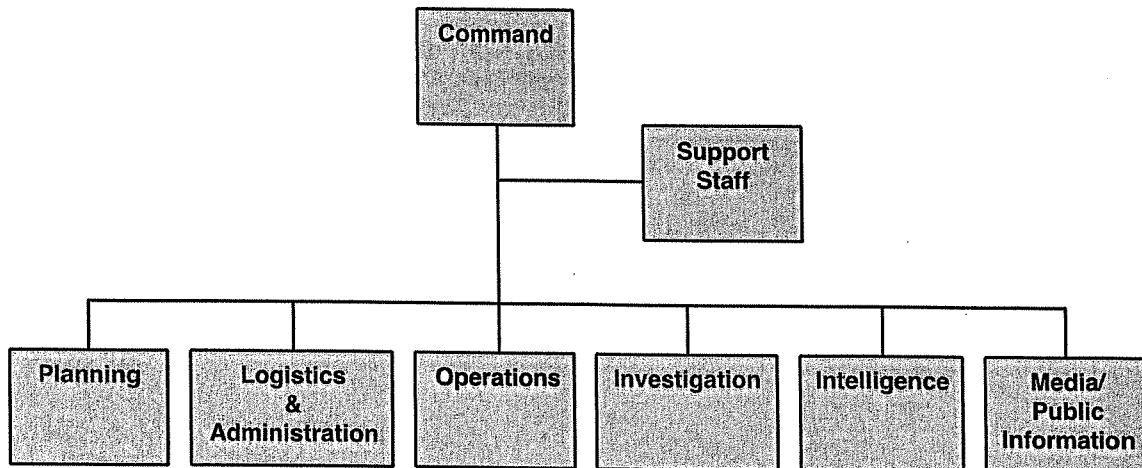 Command
Support
Staff
Planning
Logistics
&
Administration
Operations
Investigation
Intelligence
Media/
Public
Information